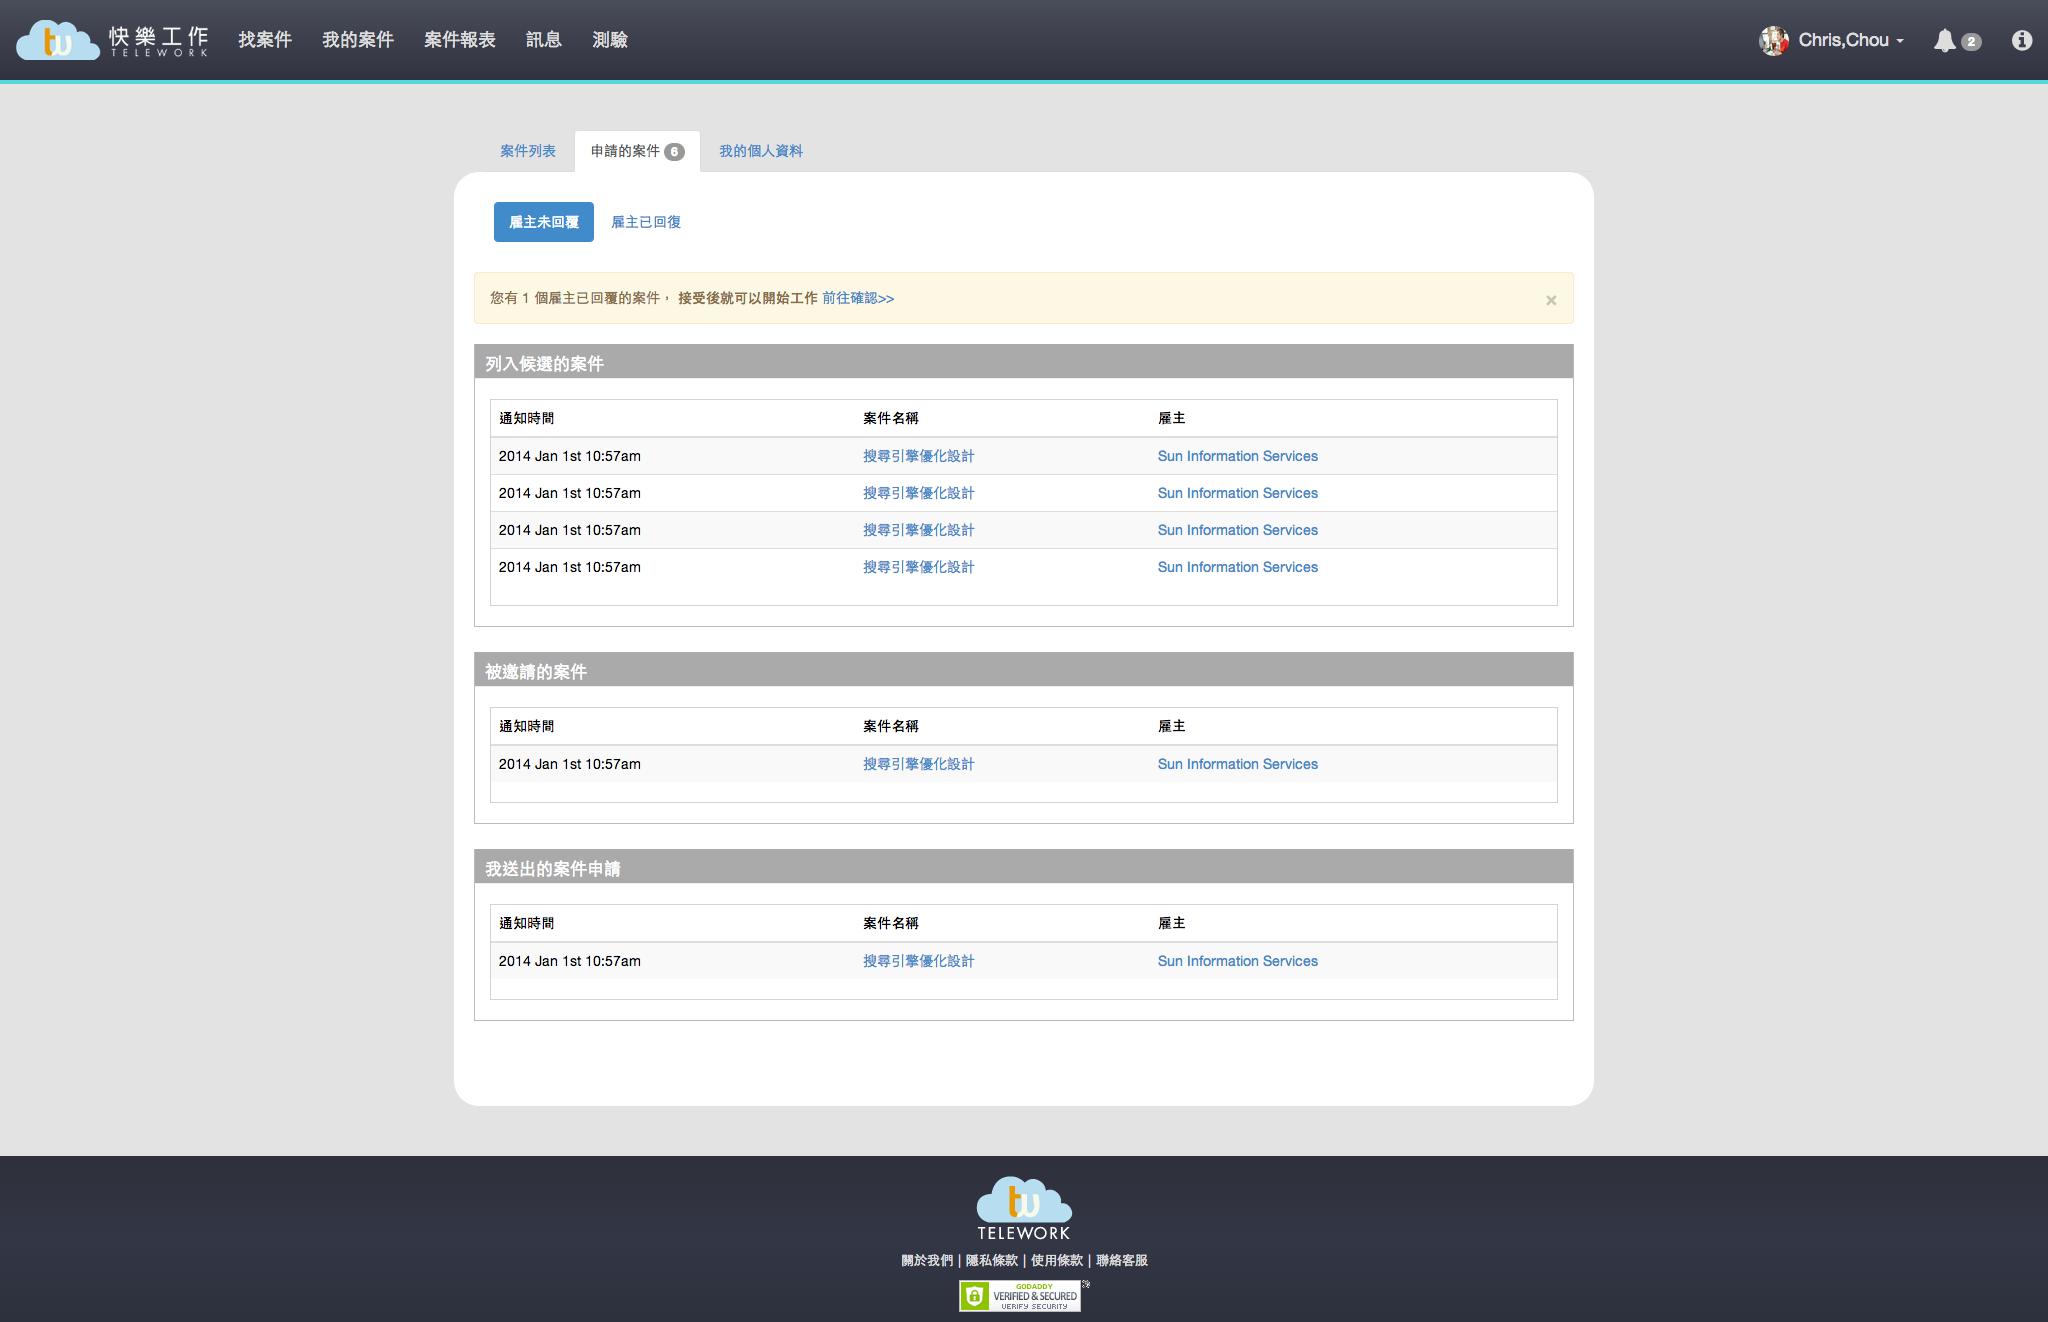 tw 快樂工作 TELEWORK 找案件 我的案件 案件報表 訊息 測驗 Chris,Chou 2
案件列表 申請的案件 6 我的個人資料
雇主未回覆 雇主已回復
您有 1 個雇主已回覆的案件， 接受後就可以開始工作 前往確認>> ×
列入候選的案件
通知時間 案件名稱 雇主
2014 Jan 1st 10:57am 搜尋引擎優化設計 Sun Information Services
2014 Jan 1st 10:57am 搜尋引擎優化設計 Sun Information Services
2014 Jan 1st 10:57am 搜尋引擎優化設計 Sun Information Services
2014 Jan 1st 10:57am 搜尋引擎優化設計 Sun Information Services
被邀請的案件
通知時間 案件名稱 雇主
2014 Jan 1st 10:57am 搜尋引擎優化設計 Sun Information Services
我送出的案件申請
通知時間 案件名稱 雇主
2014 Jan 1st 10:57am 搜尋引擎優化設計 Sun Information Services
tw
TELEWORK
關於我們 | 隱私條款 | 使用條款 | 聯絡客服
GODADDY
VERIFIED & SECURED
VERIFY SECURITY